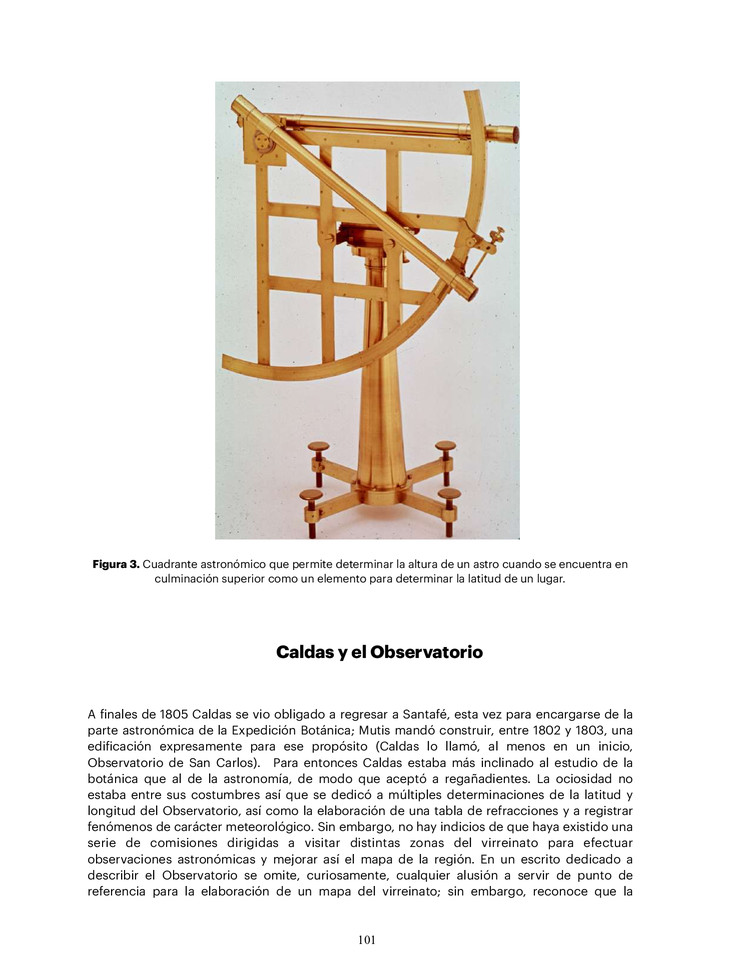 Figura 3. Cuadrante astronómico que permite determinar la altura de un astro cuando se encuentra en
culminación superior como un elemento para determinar la latitud de un lugar.
Caldas y el Observatorio
A finales de 1805 Caldas se vio obligado a regresar a Santafé, esta vez para encargarse de la
parte astronómica de la Expedición Botánica; Mutis mandó construir, entre 1802 y 1803, una
edificación expresamente para ese propósito (Caldas lo llamó, al menos en un inicio,
Observatorio de San Carlos).   Para entonces Caldas estaba más inclinado al estudio de la
botánica que al de la astronomía, de modo que aceptó a regañadientes. La ociosidad no
estaba entre sus costumbres así que se dedicó a múltiples determinaciones de la latitud y
longitud del Observatorio, así como la elaboración de una tabla de refracciones y a registrar
fenómenos de carácter meteorológico. Sin embargo, no hay indicios de que haya existido una
serie de comisiones dirigidas a visitar distintas zonas del virreinato para efectuar
observaciones astronómicas y mejorar así el mapa de la región. En un escrito dedicado a
describir el Observatorio se omite, curiosamente, cualquier alusión a servir de punto de
referencia para la elaboración de un mapa del virreinato; sin embargo, reconoce que la
101